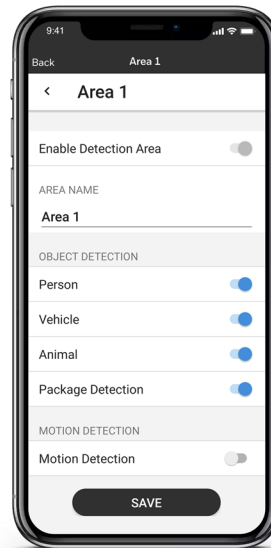 9:41
Back Area 1
Area 1
Enable Detection Area
AREA NAME
Area 1
OBJECT DETECTION
Person
Vehicle
Animal
Package Detection
MOTION DETECTION
Motion Detection
SAVE